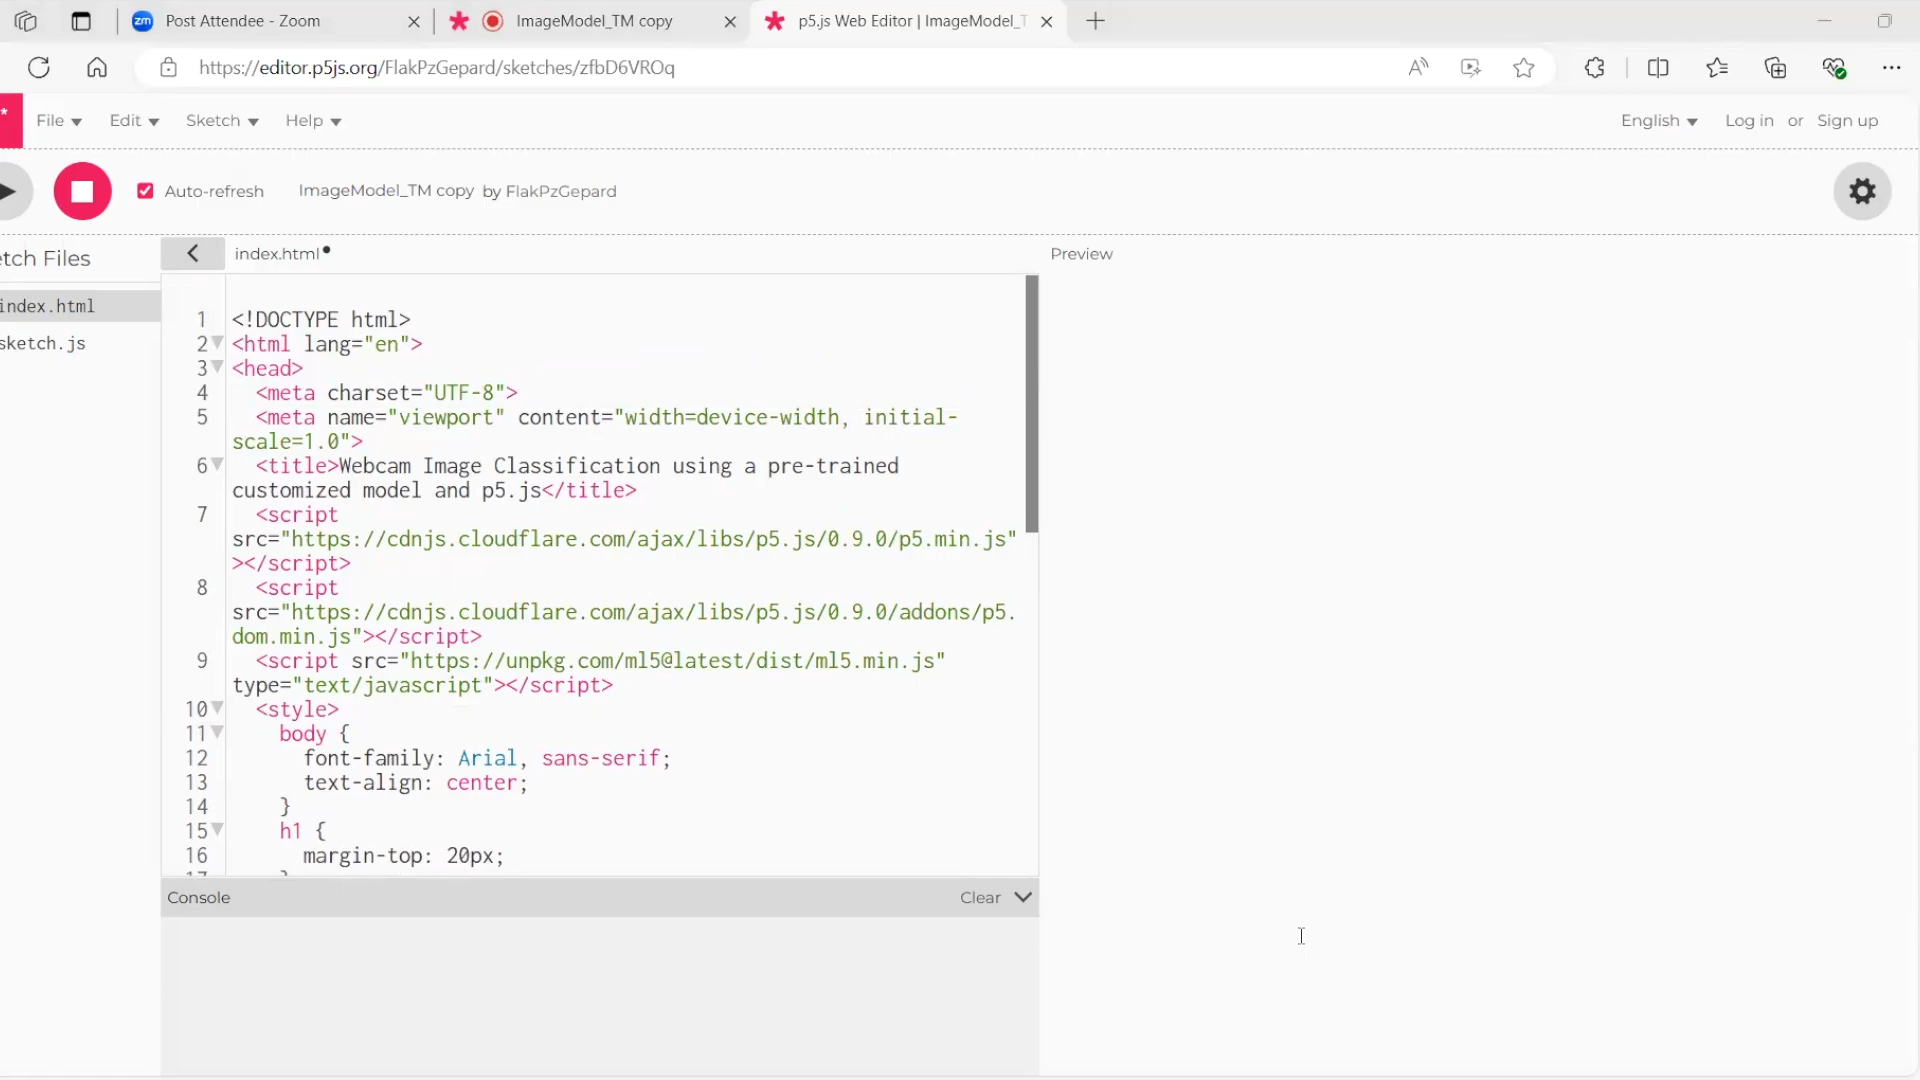 Post Attendee - Zoom
ImageModel_TM copy
p5.js Web Editor | ImageModel_T
https://editor.p5js.org/FlakPzGepard/sketches/zfbD6VROq
File Edit Sketch Help English Log in or Sign up
Auto-refresh ImageModel_TM copy by FlakPzGepard
etch Files index.html Preview
index.html
sketch.js
1 <!DOCTYPE html>
2 <html lang="en">
3 <head>
4 <meta charset="UTF-8">
5 <meta name="viewport" content="width=device-width, initial-
scale=1.0">
6 <title>Webcam Image Classification using a pre-trained
customized model and p5.js</title>
7 <script
src="https://cdnjs.cloudflare.com/ajax/libs/p5.js/0.9.0/p5.min.js"
></script>
8 <script
src="https://cdnjs.cloudflare.com/ajax/libs/p5.js/0.9.0/addons/p5.
dom.min.js"></script>
9 <script src="https://unpkg.com/ml5@latest/dist/ml5.min.js"
type="text/javascript"></script>
10 <style>
11 body {
12 font-family: Arial, sans-serif;
13 text-align: center;
14 }
15 h1 {
16 margin-top: 20px;
17 }
Console Clear